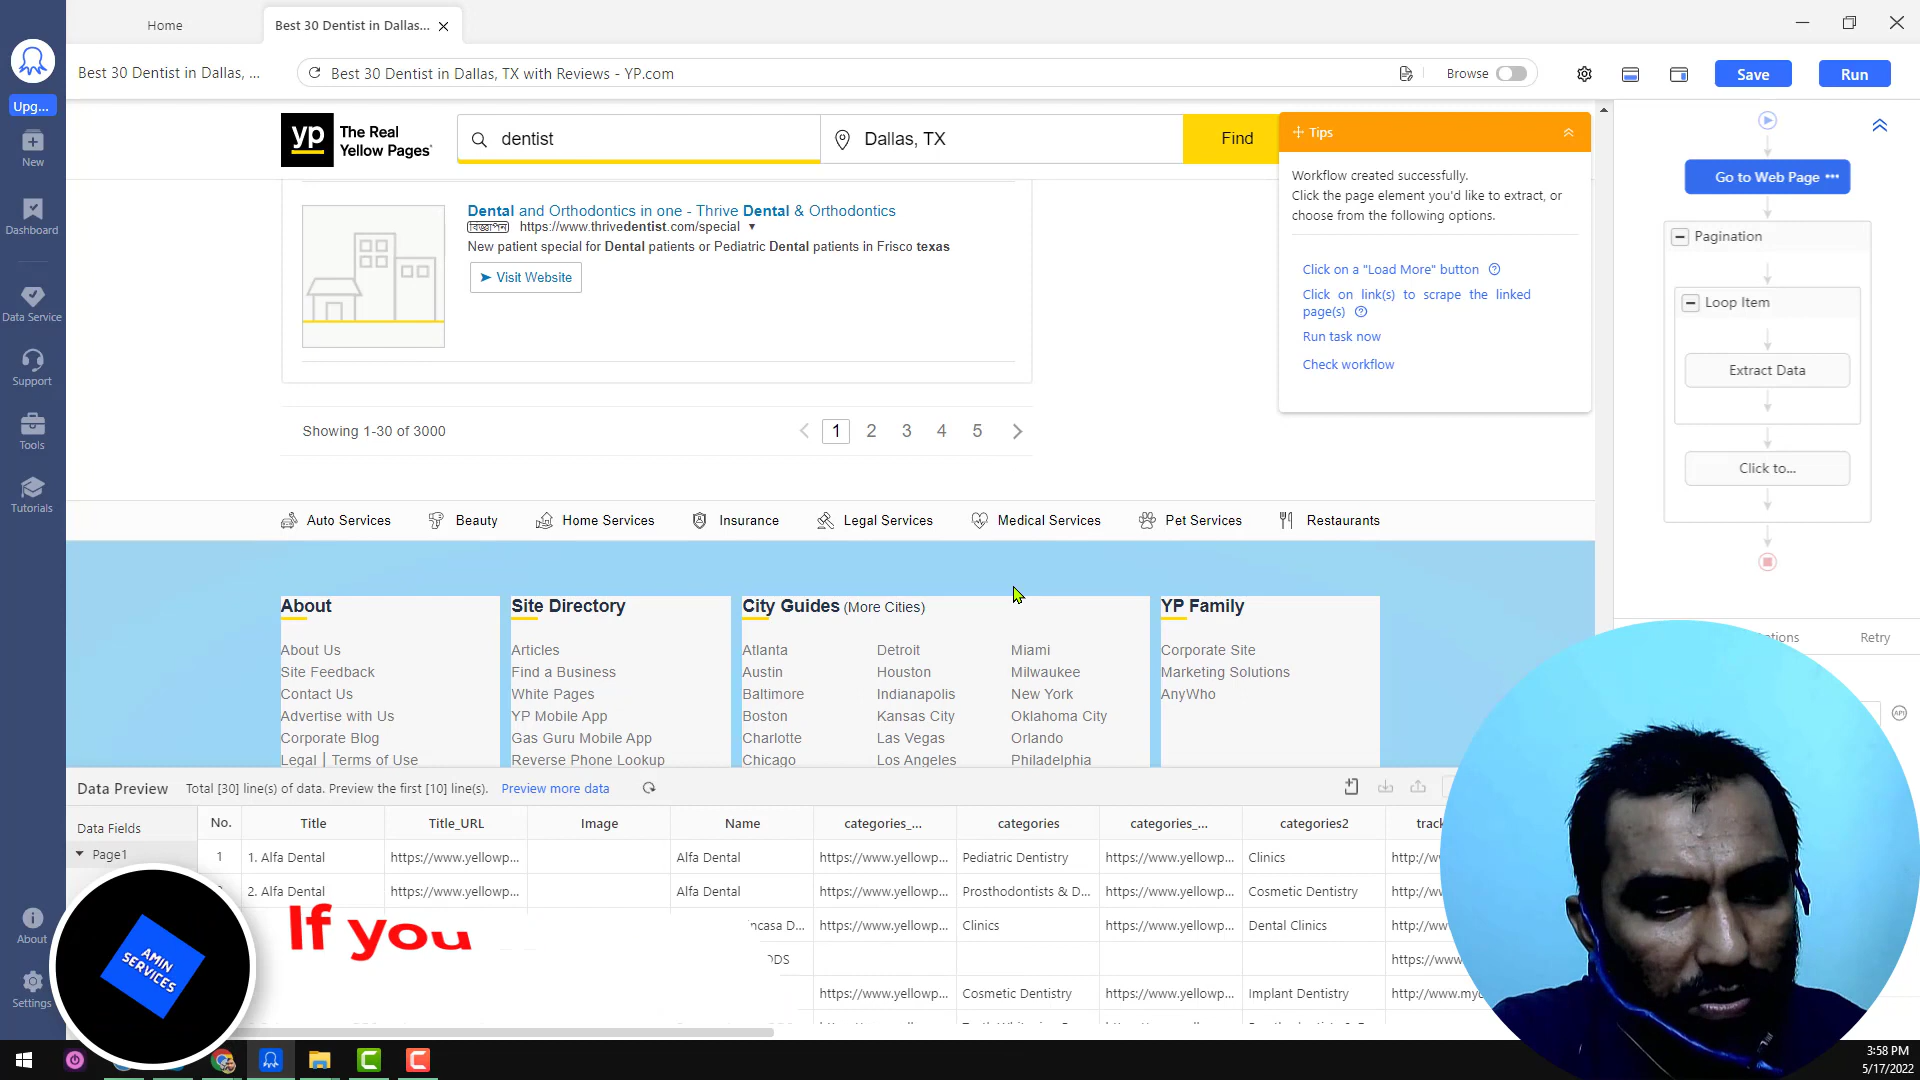 Home
Best 30 Dentist in Dallas...
Best 30 Dentist in Dallas, ...
Best 30 Dentist in Dallas, TX with Reviews - YP.com
Browse
Save
Run
Upg...
New
Dashboard
Data Service
Support
Tools
Tutorials
About
Settings
yp
The Real
Yellow Pages
dentist
Dallas, TX
Find
Dental and Orthodontics in one - Thrive Dental & Orthodontics
বিজ্ঞাপন https://www.thrivedentist.com/special
New patient special for Dental patients or Pediatric Dental patients in Frisco texas
Visit Website
Showing 1-30 of 3000
1 2 3 4 5
Tips
Workflow created successfully.
Click the page element you'd like to extract, or
choose from the following options.
Click on a "Load More" button
Click on link(s) to scrape the linked
page(s)
Run task now
Check workflow
Go to Web Page
Pagination
Loop Item
Extract Data
Click to...
Retry
Auto Services
Beauty
Home Services
Insurance
Legal Services
Medical Services
Pet Services
Restaurants
About
About Us
Site Feedback
Contact Us
Advertise with Us
Corporate Blog
Legal | Terms of Use
Site Directory
Articles
Find a Business
White Pages
YP Mobile App
Gas Guru Mobile App
Reverse Phone Lookup
City Guides (More Cities)
Atlanta Detroit Miami
Austin Houston Milwaukee
Baltimore Indianapolis New York
Boston Kansas City Oklahoma City
Charlotte Las Vegas Orlando
Chicago Los Angeles Philadelphia
YP Family
Corporate Site
Marketing Solutions
AnyWho
API
Data Preview Total [30] line(s) of data. Preview the first [10] line(s). Preview more data
Data Fields
Page1
No. Title Title_URL Image Name categories_... categories categories_... categories2
1 1. Alfa Dental https://www.yellowp... Alfa Dental https://www.yellowp... Pediatric Dentistry https://www.yellowp... Clinics
2. Alfa Dental https://www.yellowp... Alfa Dental https://www.yellowp... Prosthodontists & D... https://www.yellowp... Cosmetic Dentistry
https://www.yellowp... Clinics https://www.yellowp... Dental Clinics
https://www.yellowp... Cosmetic Dentistry https://www.yellowp... Implant Dentistry
If you
AMIN
SERVICES
3:58 PM
5/17/2022